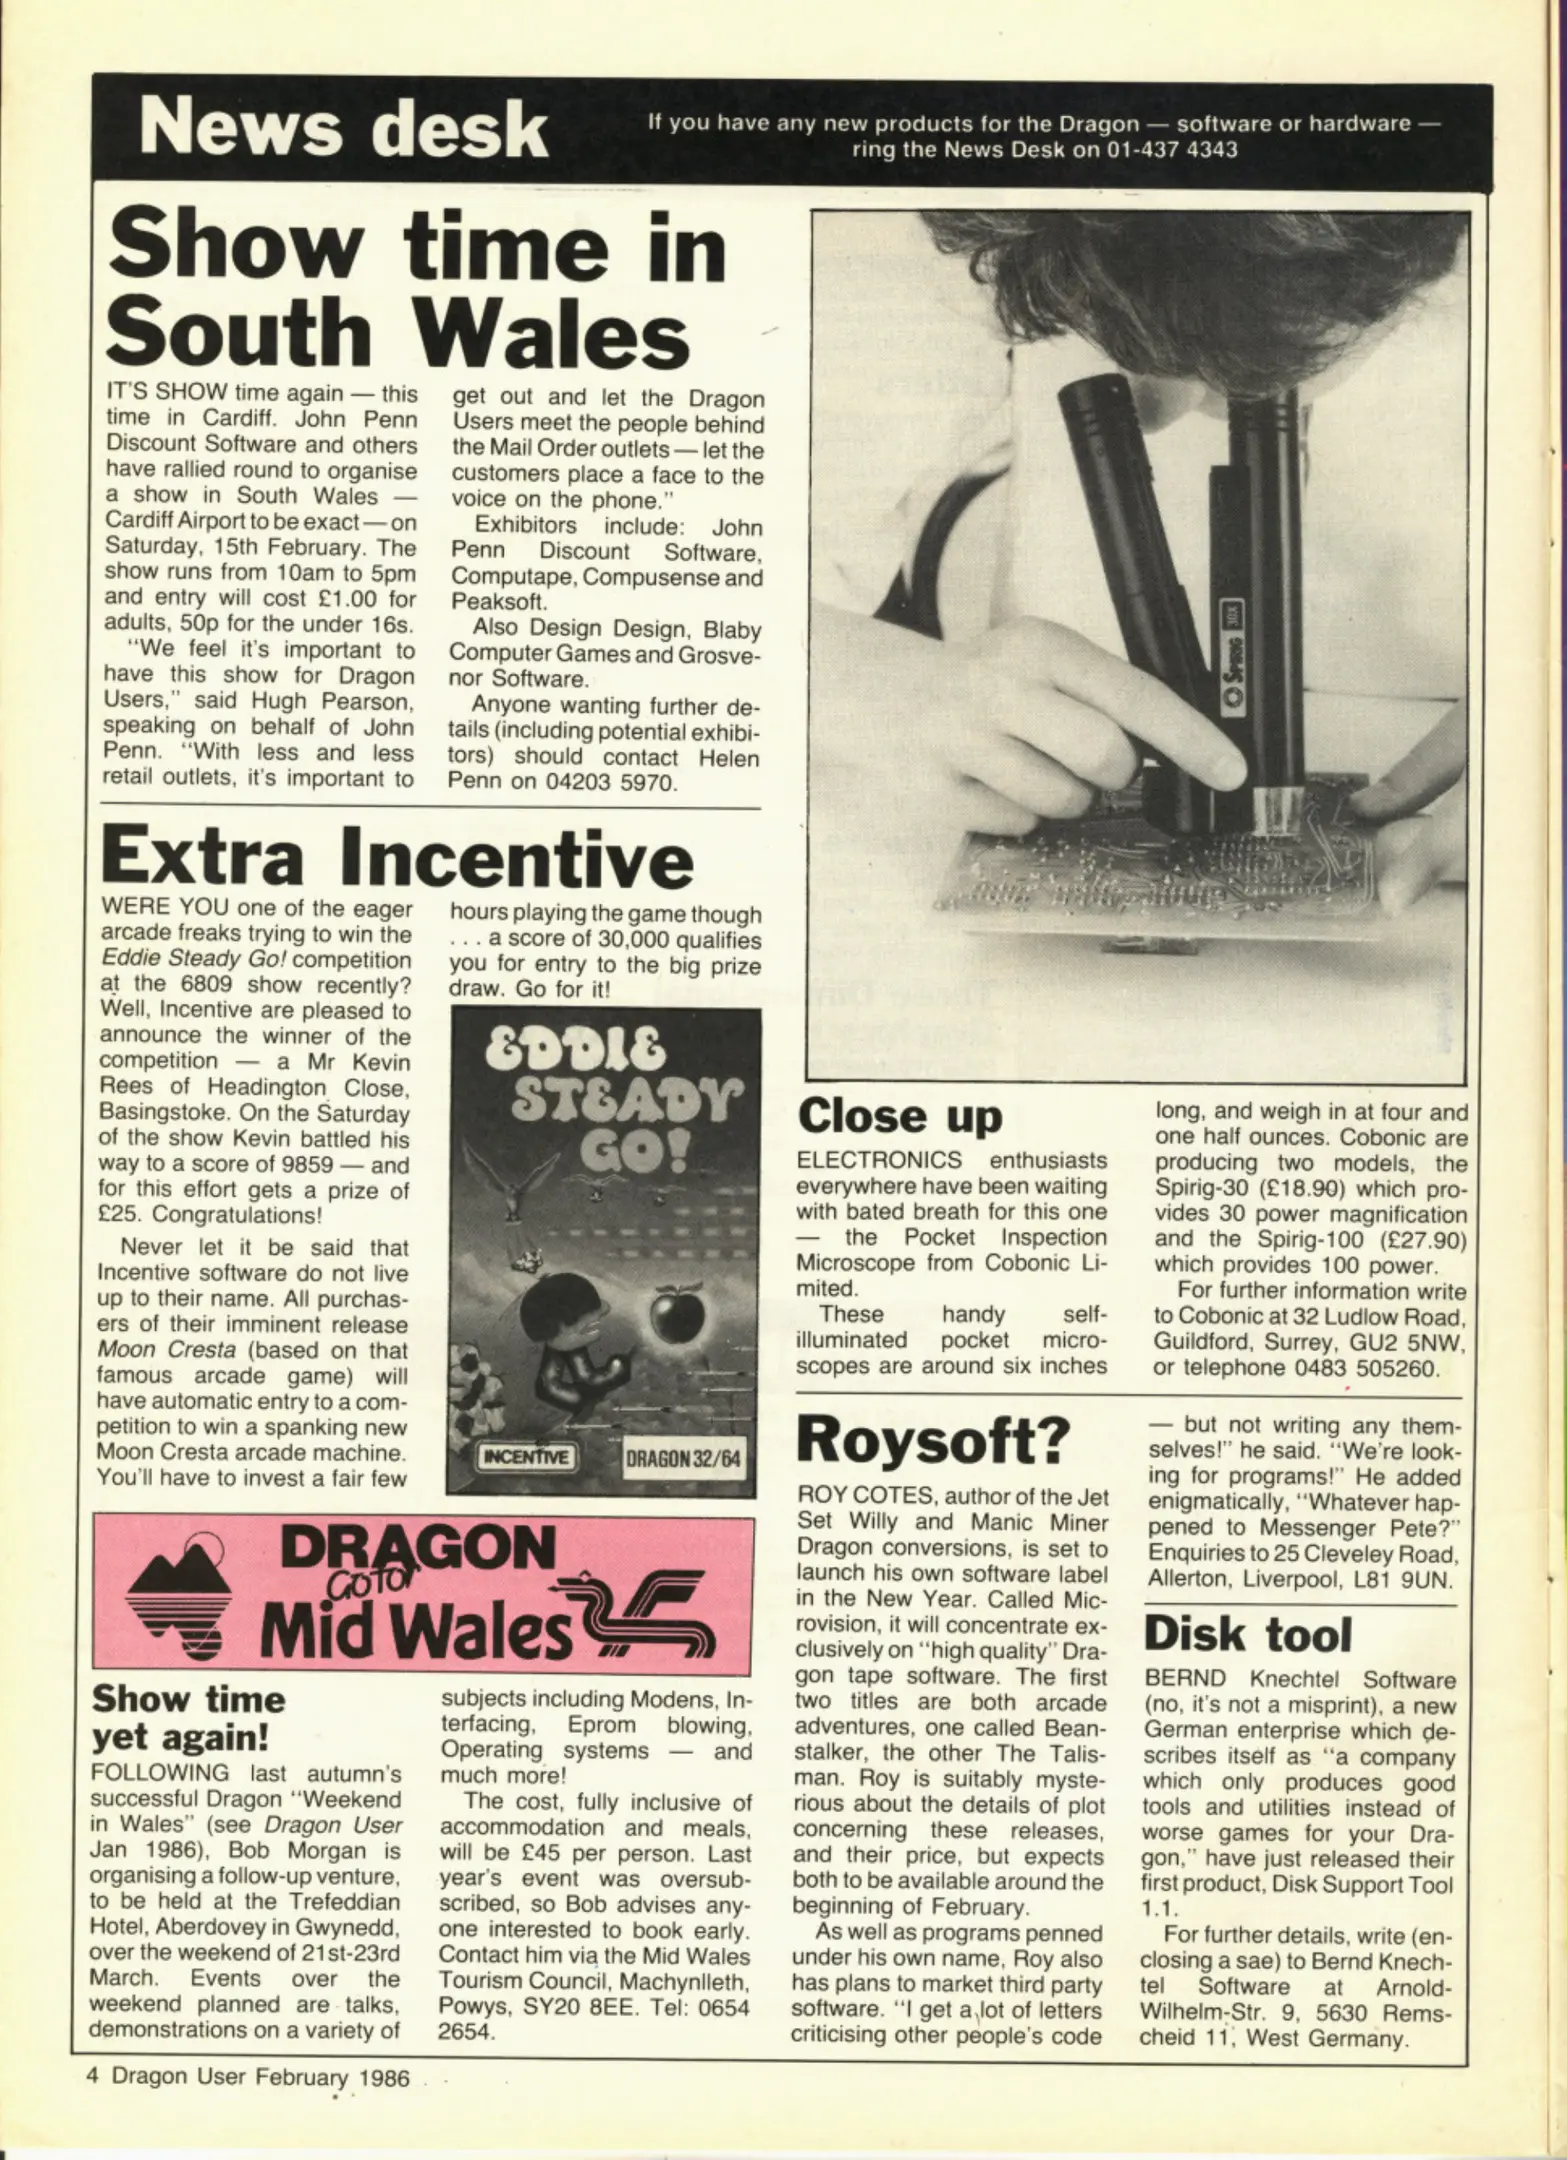 News desk
If you have any new products for the Dragon — software or hardware —
ring the News Desk on 01-437 4343
Show time in
South Wales
IT'S SHOW time again — this
time in Cardiff. John Penn
Discount Software and others
have rallied round to organise
a show in South Wales —
Cardiff Airport to be exact — on
Saturday, 15th February. The
show runs from 10am to 5pm
and entry will cost £1.00 for
adults, 50p for the under 16s.
"We feel it's important to
have this show for Dragon
Users," said Hugh Pearson,
speaking on behalf of John
Penn. "With less and less
retail outlets, it's important to
get out and let the Dragon
Users meet the people behind
the Mail Order outlets — let the
customers place a face to the
voice on the phone."
Exhibitors include: John
Penn Discount Software,
Computape, Compusense and
Peaksoft.
Also Design Design, Blaby
Computer Games and Grosve-
nor Software.
Anyone wanting further de-
tails (including potential exhibi-
tors) should contact Helen
Penn on 04203 5970.
Extra Incentive
WERE YOU one of the eager
arcade freaks trying to win the
Eddie Steady Go! competition
at the 6809 show recently?
Well, Incentive are pleased to
announce the winner of the
competition — a Mr Kevin
Rees of Headington Close,
Basingstoke. On the Saturday
of the show Kevin battled his
way to a score of 9859 — and
for this effort gets a prize of
£25. Congratulations!
Never let it be said that
Incentive software do not live
up to their name. All purchas-
ers of their imminent release
Moon Cresta (based on that
famous arcade game) will
have automatic entry to a com-
petition to win a spanking new
Moon Cresta arcade machine.
You'll have to invest a fair few
hours playing the game though
... a score of 30,000 qualifies
you for entry to the big prize
draw. Go for it!
EDDIE
STEADY
GO!
INCENTIVE
DRAGON 32/64
DRAGON
Go for
Mid Wales
Show time
yet again!
FOLLOWING last autumn's
successful Dragon "Weekend
in Wales" (see Dragon User
Jan 1986), Bob Morgan is
organising a follow-up venture,
to be held at the Trefeddian
Hotel, Aberdovey in Gwynedd,
over the weekend of 21st-23rd
March. Events over the
weekend planned are talks,
demonstrations on a variety of
subjects including Modens, In-
terfacing, Eprom blowing,
Operating systems — and
much more!
The cost, fully inclusive of
accommodation and meals,
will be £45 per person. Last
year's event was oversub-
scribed, so Bob advises any-
one interested to book early.
Contact him via the Mid Wales
Tourism Council, Machynlleth,
Powys, SY20 8EE. Tel: 0654
2654.
SPIRIG 30X
Close up
ELECTRONICS enthusiasts
everywhere have been waiting
with bated breath for this one
— the Pocket Inspection
Microscope from Cobonic Li-
mited.
These handy self-
illuminated pocket micro-
scopes are around six inches
long, and weigh in at four and
one half ounces. Cobonic are
producing two models, the
Spirig-30 (£18.90) which pro-
vides 30 power magnification
and the Spirig-100 (£27.90)
which provides 100 power.
For further information write
to Cobonic at 32 Ludlow Road,
Guildford, Surrey, GU2 5NW,
or telephone 0483 505260.
Roysoft?
ROY COTES, author of the Jet
Set Willy and Manic Miner
Dragon conversions, is set to
launch his own software label
in the New Year. Called Mic-
rovision, it will concentrate ex-
clusively on "high quality" Dra-
gon tape software. The first
two titles are both arcade
adventures, one called Bean-
stalker, the other The Talis-
man. Roy is suitably myste-
rious about the details of plot
concerning these releases,
and their price, but expects
both to be available around the
beginning of February.
As well as programs penned
under his own name, Roy also
has plans to market third party
software. "I get a lot of letters
criticising other people's code
— but not writing any them-
selves!" he said. "We're look-
ing for programs!" He added
enigmatically, "Whatever hap-
pened to Messenger Pete?"
Enquiries to 25 Cleveley Road,
Allerton, Liverpool, L81 9UN.
Disk tool
BERND Knechtel Software
(no, it's not a misprint), a new
German enterprise which de-
scribes itself as "a company
which only produces good
tools and utilities instead of
worse games for your Dra-
gon," have just released their
first product, Disk Support Tool
1.1.
For further details, write (en-
closing a sae) to Bernd Knech-
tel Software at Arnold-
Wilhelm-Str. 9, 5630 Rems-
cheid 11, West Germany.
4 Dragon User February 1986